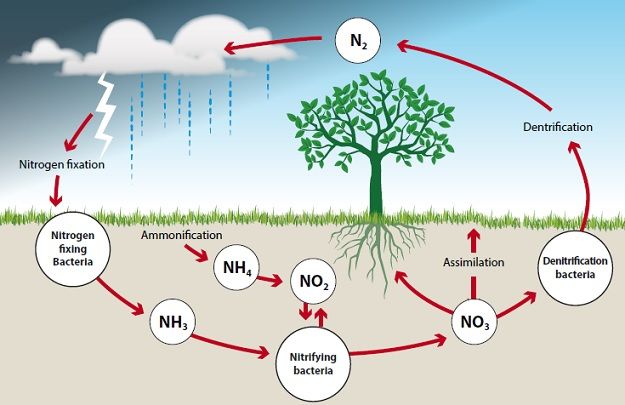 N₂
Dentrification
Nitrogen fixation
Nitrogen
fixing
Bacteria
Ammonification
NH₄
NO₂
Assimilation
Denitrification
bacteria
NH₃
NO₃
Nitrifying
bacteria